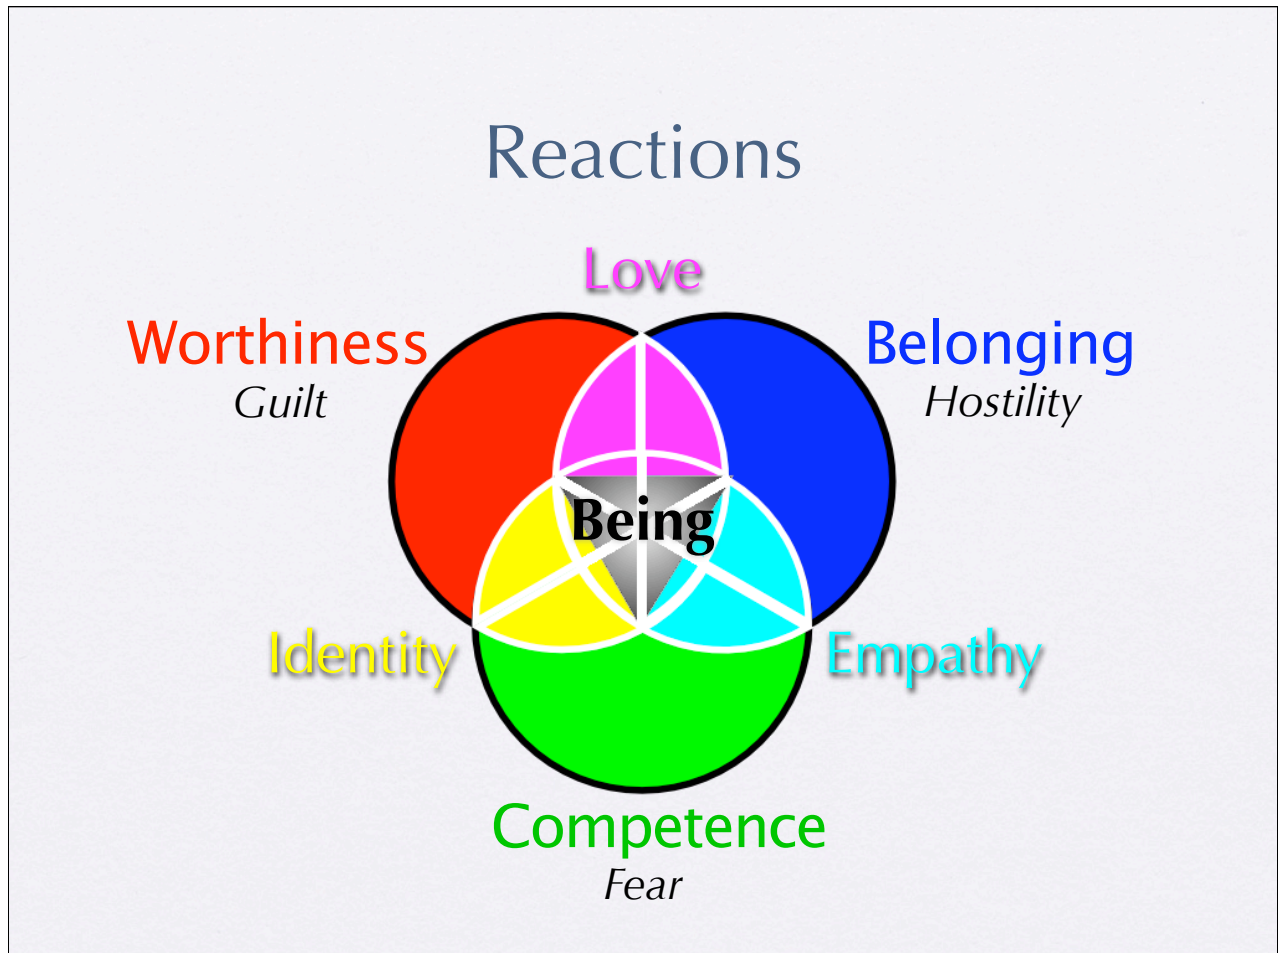 Reactions
Love
Worthiness
Guilt
Belonging
Hostility
Being
Identity
Empathy
Competence
Fear